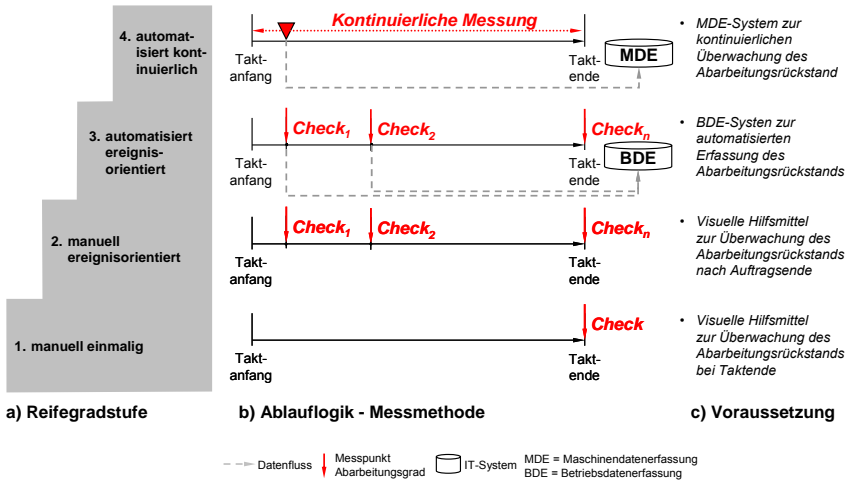 4. automat-
isiert kont-
inuierlich
Kontinuierliche Messung
Takt-
anfang
Takt-
ende
MDE
• MDE-System zur
kontinuierlichen
Überwachung des
Abarbeitungsrückstand
3. automatisiert
ereignis-
orientiert
Check1
Check2
Checkn
Takt-
anfang
Takt-
ende
BDE
• BDE-Systen zur
automatisierten
Erfassung des
Abarbeitungsrückstands
2. manuell
ereignisorientiert
Check1
Check2
Checkn
Takt-
anfang
Takt-
ende
• Visuelle Hilfsmittel
zur Überwachung des
Abarbeitungsrückstands
nach Auftragsende
1. manuell einmalig
Check
Takt-
anfang
Takt-
ende
• Visuelle Hilfsmittel
zur Überwachung des
Abarbeitungsrückstands
bei Taktende
a) Reifegradstufe
b) Ablauflogik - Messmethode
c) Voraussetzung
Datenfluss
Messpunkt
Abarbeitungsgrad
IT-System
MDE = Maschinendatenerfassung
BDE = Betriebsdatenerfassung